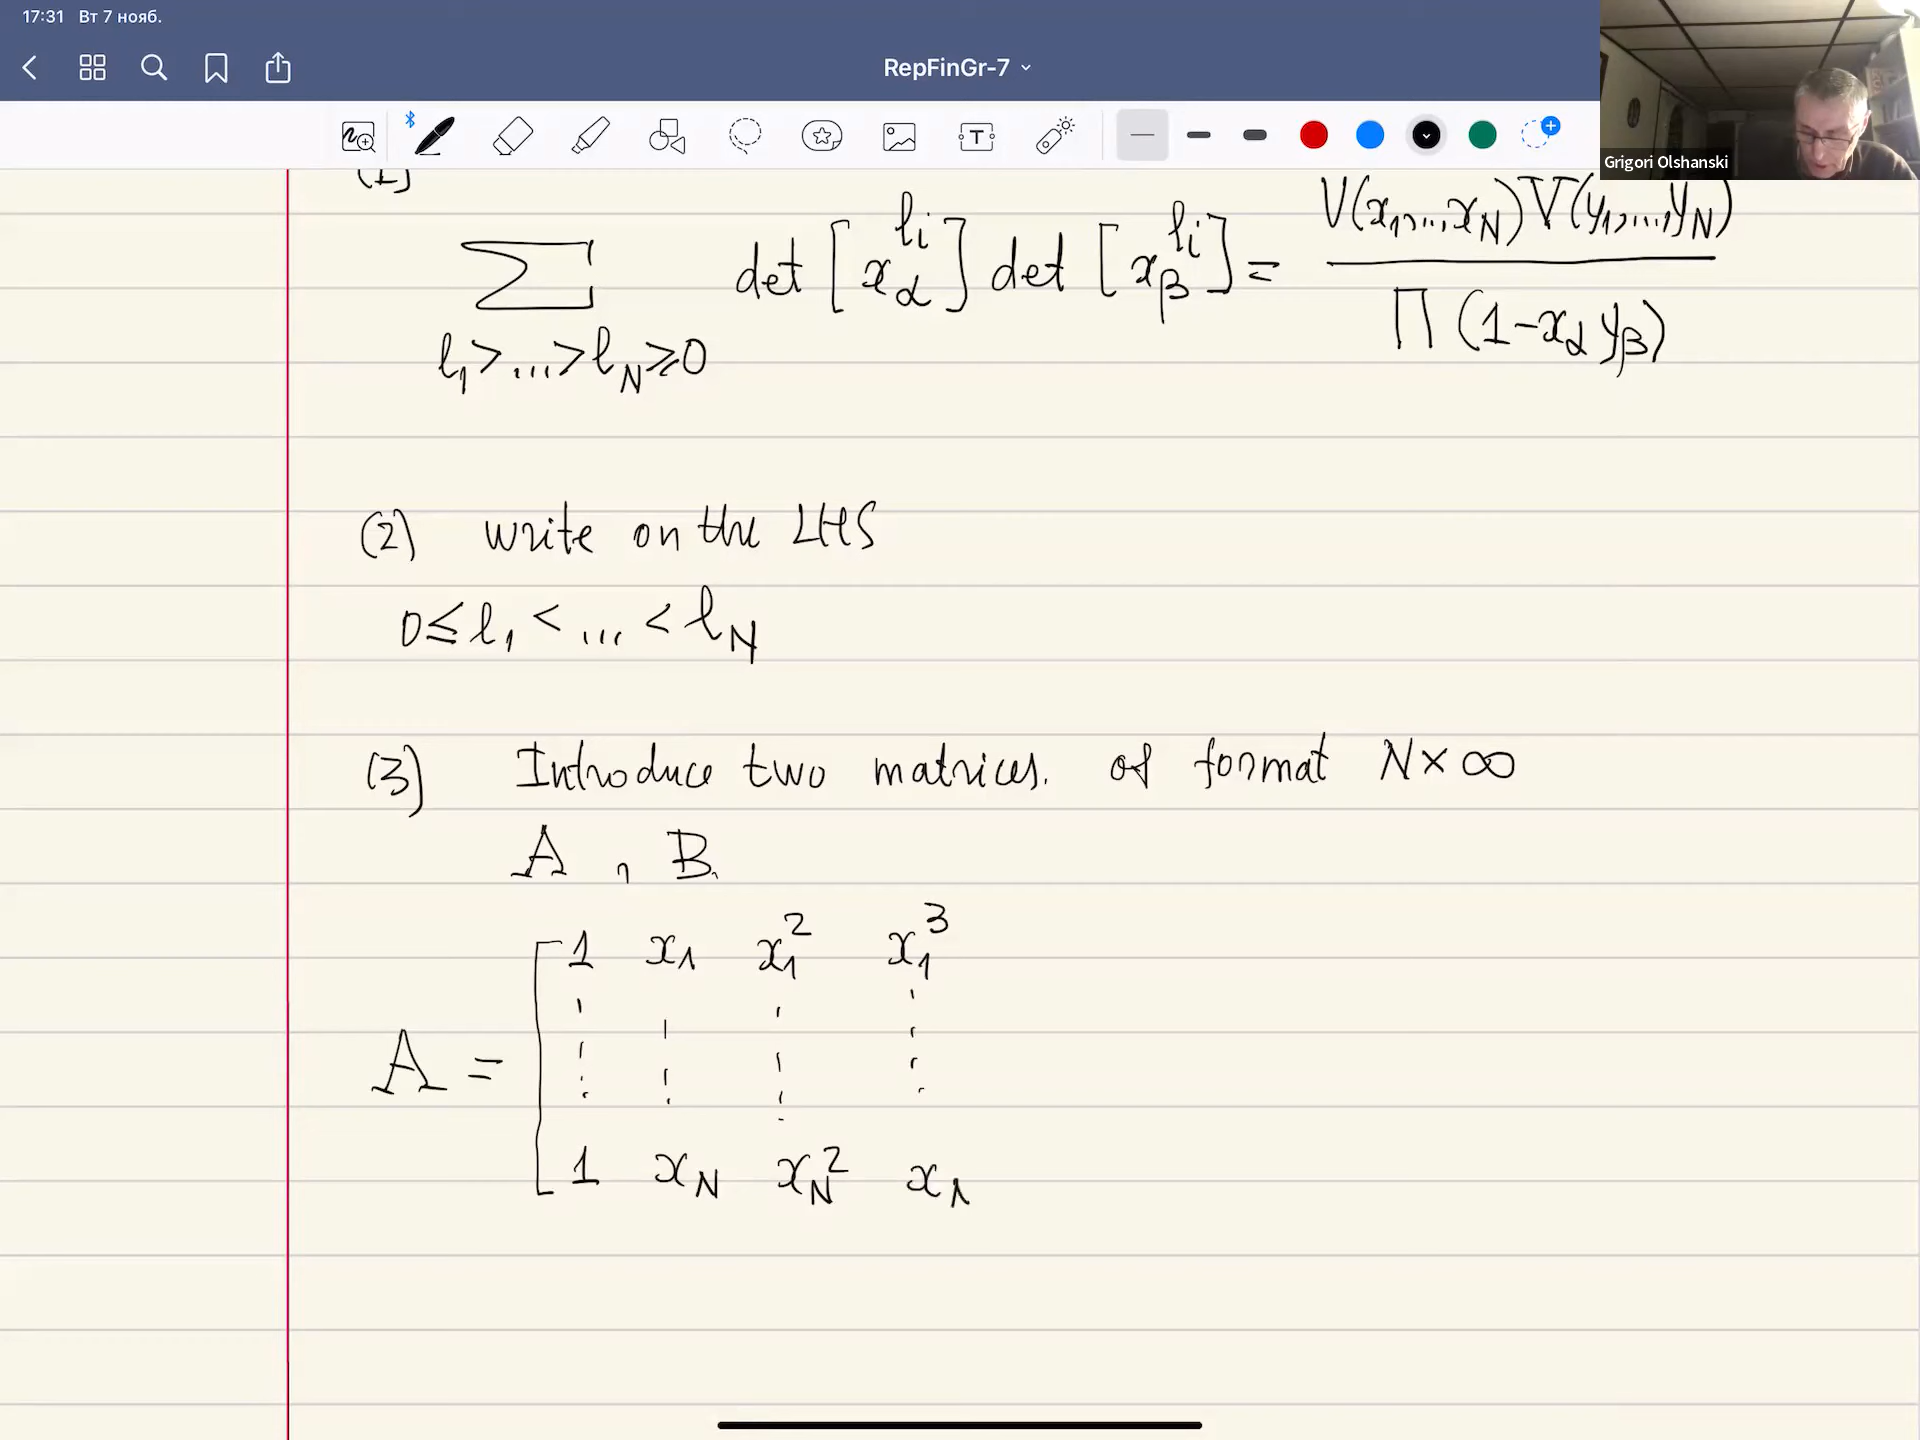 17:31 Вт 7 нояб.
RepFinGr-7
Grigori Olshanski
(1)
∑ det [x_α^{l_i}] det [x_β^{l_i}] = V(x_1,...,x_N) V(y_1,...,y_N) / ∏ (1-x_α y_β)
l_1 > ... > l_N ≥ 0
(2) write on the LHS
0 ≤ l_1 < ... < l_N
(3) Introduce two matrices. of format N × ∞
A , B
A = [ 1 x_1 x_1^2 x_1^3
⋮ ⋮ ⋮ ⋮
1 x_N x_N^2 x